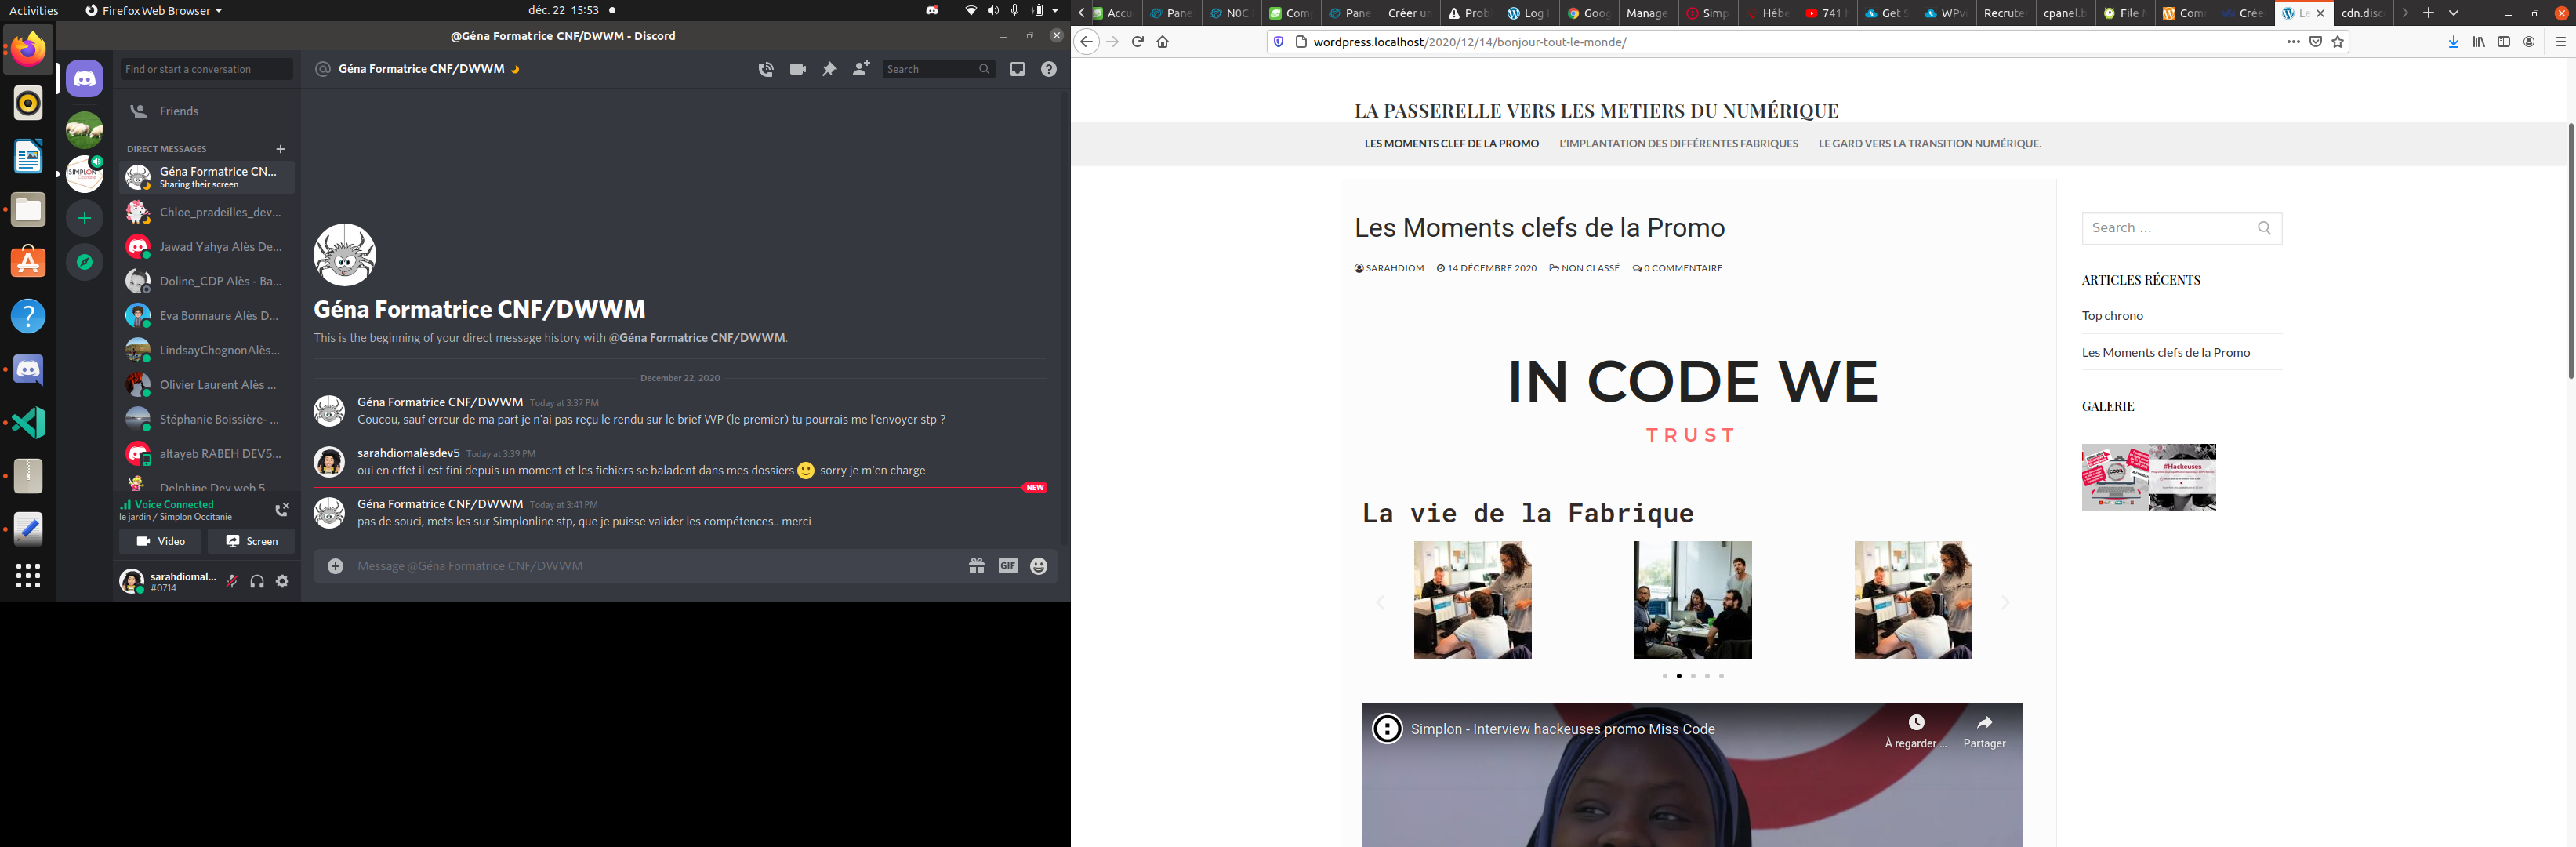 Activities
Firefox Web Browser
déc. 22 15:53
@Géna Formatrice CNF/DWWM - Discord
Find or start a conversation
Friends
DIRECT MESSAGES
Géna Formatrice CN...
Sharing their screen
Chloe_pradeilles_dev...
Jawad Yahya Alès De...
Doline_CDP Alès - Ba...
Eva Bonnaure Alès D...
LindsayChognonAlès...
Olivier Laurent Alès ...
Stéphanie Boissière- ...
altayeb RABEH DEV5...
Delphine Dev web 5
Voice Connected
le jardin / Simplon Occitanie
Video
Screen
sarahdiomal...
#0714
Géna Formatrice CNF/DWWM
Search
Géna Formatrice CNF/DWWM
This is the beginning of your direct message history with @Géna Formatrice CNF/DWWM.
December 22, 2020
Géna Formatrice CNF/DWWM Today at 3:37 PM
Coucou, sauf erreur de ma part je n'ai pas reçu le rendu sur le brief WP (le premier) tu pourrais me l'envoyer stp ?
sarahdiomalèsdev5 Today at 3:39 PM
oui en effet il est fini depuis un moment et les fichiers se baladent dans mes dossiers 🙂 sorry je m'en charge
NEW
Géna Formatrice CNF/DWWM Today at 3:41 PM
pas de souci, mets les sur Simplonline stp, que je puisse valider les compétences.. merci
Message @Géna Formatrice CNF/DWWM
GIF
Accu
Pane
N0C
Com
Pane
Créer un
Prob
Log
Goog
Manage
Simp
Hébe
741
Get S
WPvi
Recrute
cpanel.b
File
Com
Crée
Le
cdn.disc
wordpress.localhost/2020/12/14/bonjour-tout-le-monde/
LA PASSERELLE VERS LES METIERS DU NUMÉRIQUE
LES MOMENTS CLEF DE LA PROMO
L'IMPLANTATION DES DIFFÉRENTES FABRIQUES
LE GARD VERS LA TRANSITION NUMÉRIQUE.
Les Moments clefs de la Promo
SARAHDIOM
14 DÉCEMBRE 2020
NON CLASSÉ
0 COMMENTAIRE
IN CODE WE
TRUST
La vie de la Fabrique
Simplon - Interview hackeuses promo Miss Code
À regarder ...
Partager
Search ...
ARTICLES RÉCENTS
Top chrono
Les Moments clefs de la Promo
GALERIE
#Hackeuses